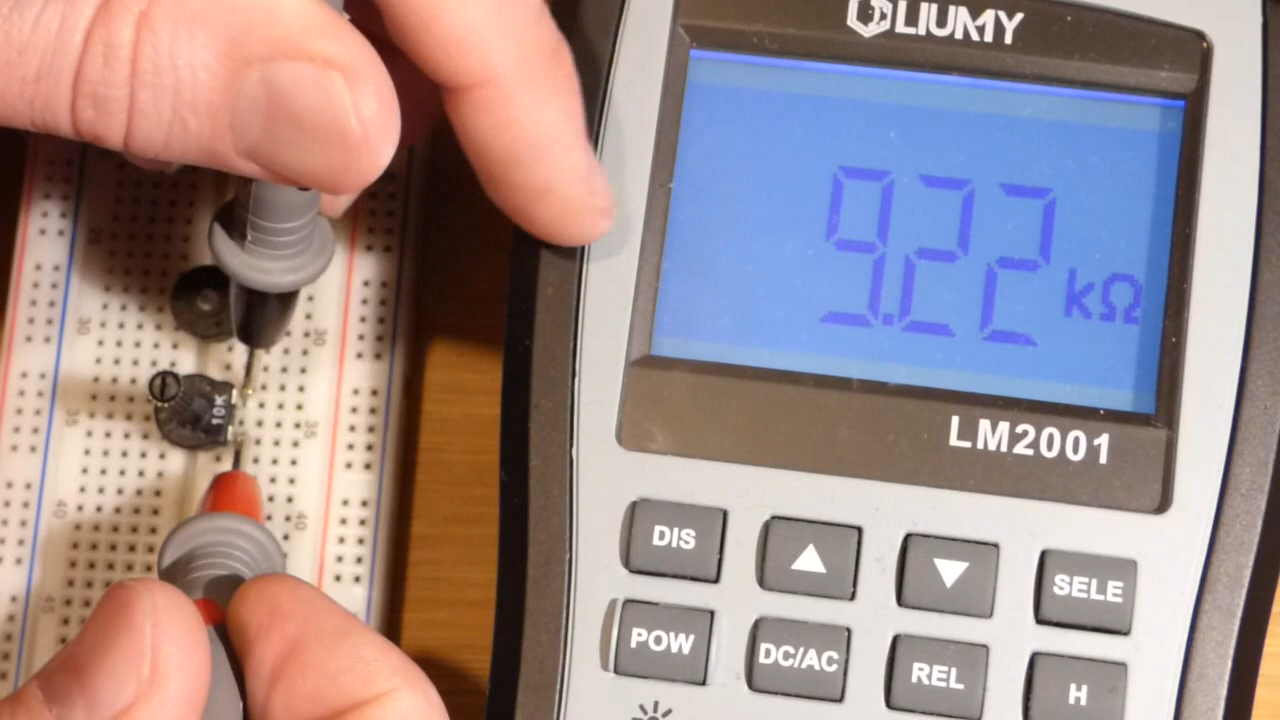 LIUMY
9.22 kΩ
LM2001
10K
30
30
35
35
40
40
45
DIS
▲
▼
SELE
POW
DC/AC
REL
H